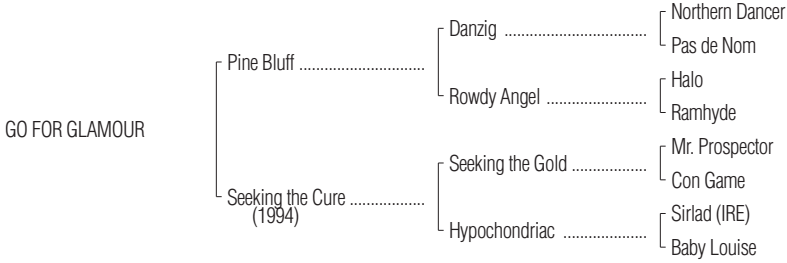 Northern Dancer
Danzig ..................................
Pas de Nom
Pine Bluff ..............................
Halo
Rowdy Angel ........................
Ramhyde
GO FOR GLAMOUR
Mr. Prospector
Seeking the Gold ..................
Con Game
Seeking the Cure ..................
(1994)
Sirlad (IRE)
Hypochondriac ....................
Baby Louise